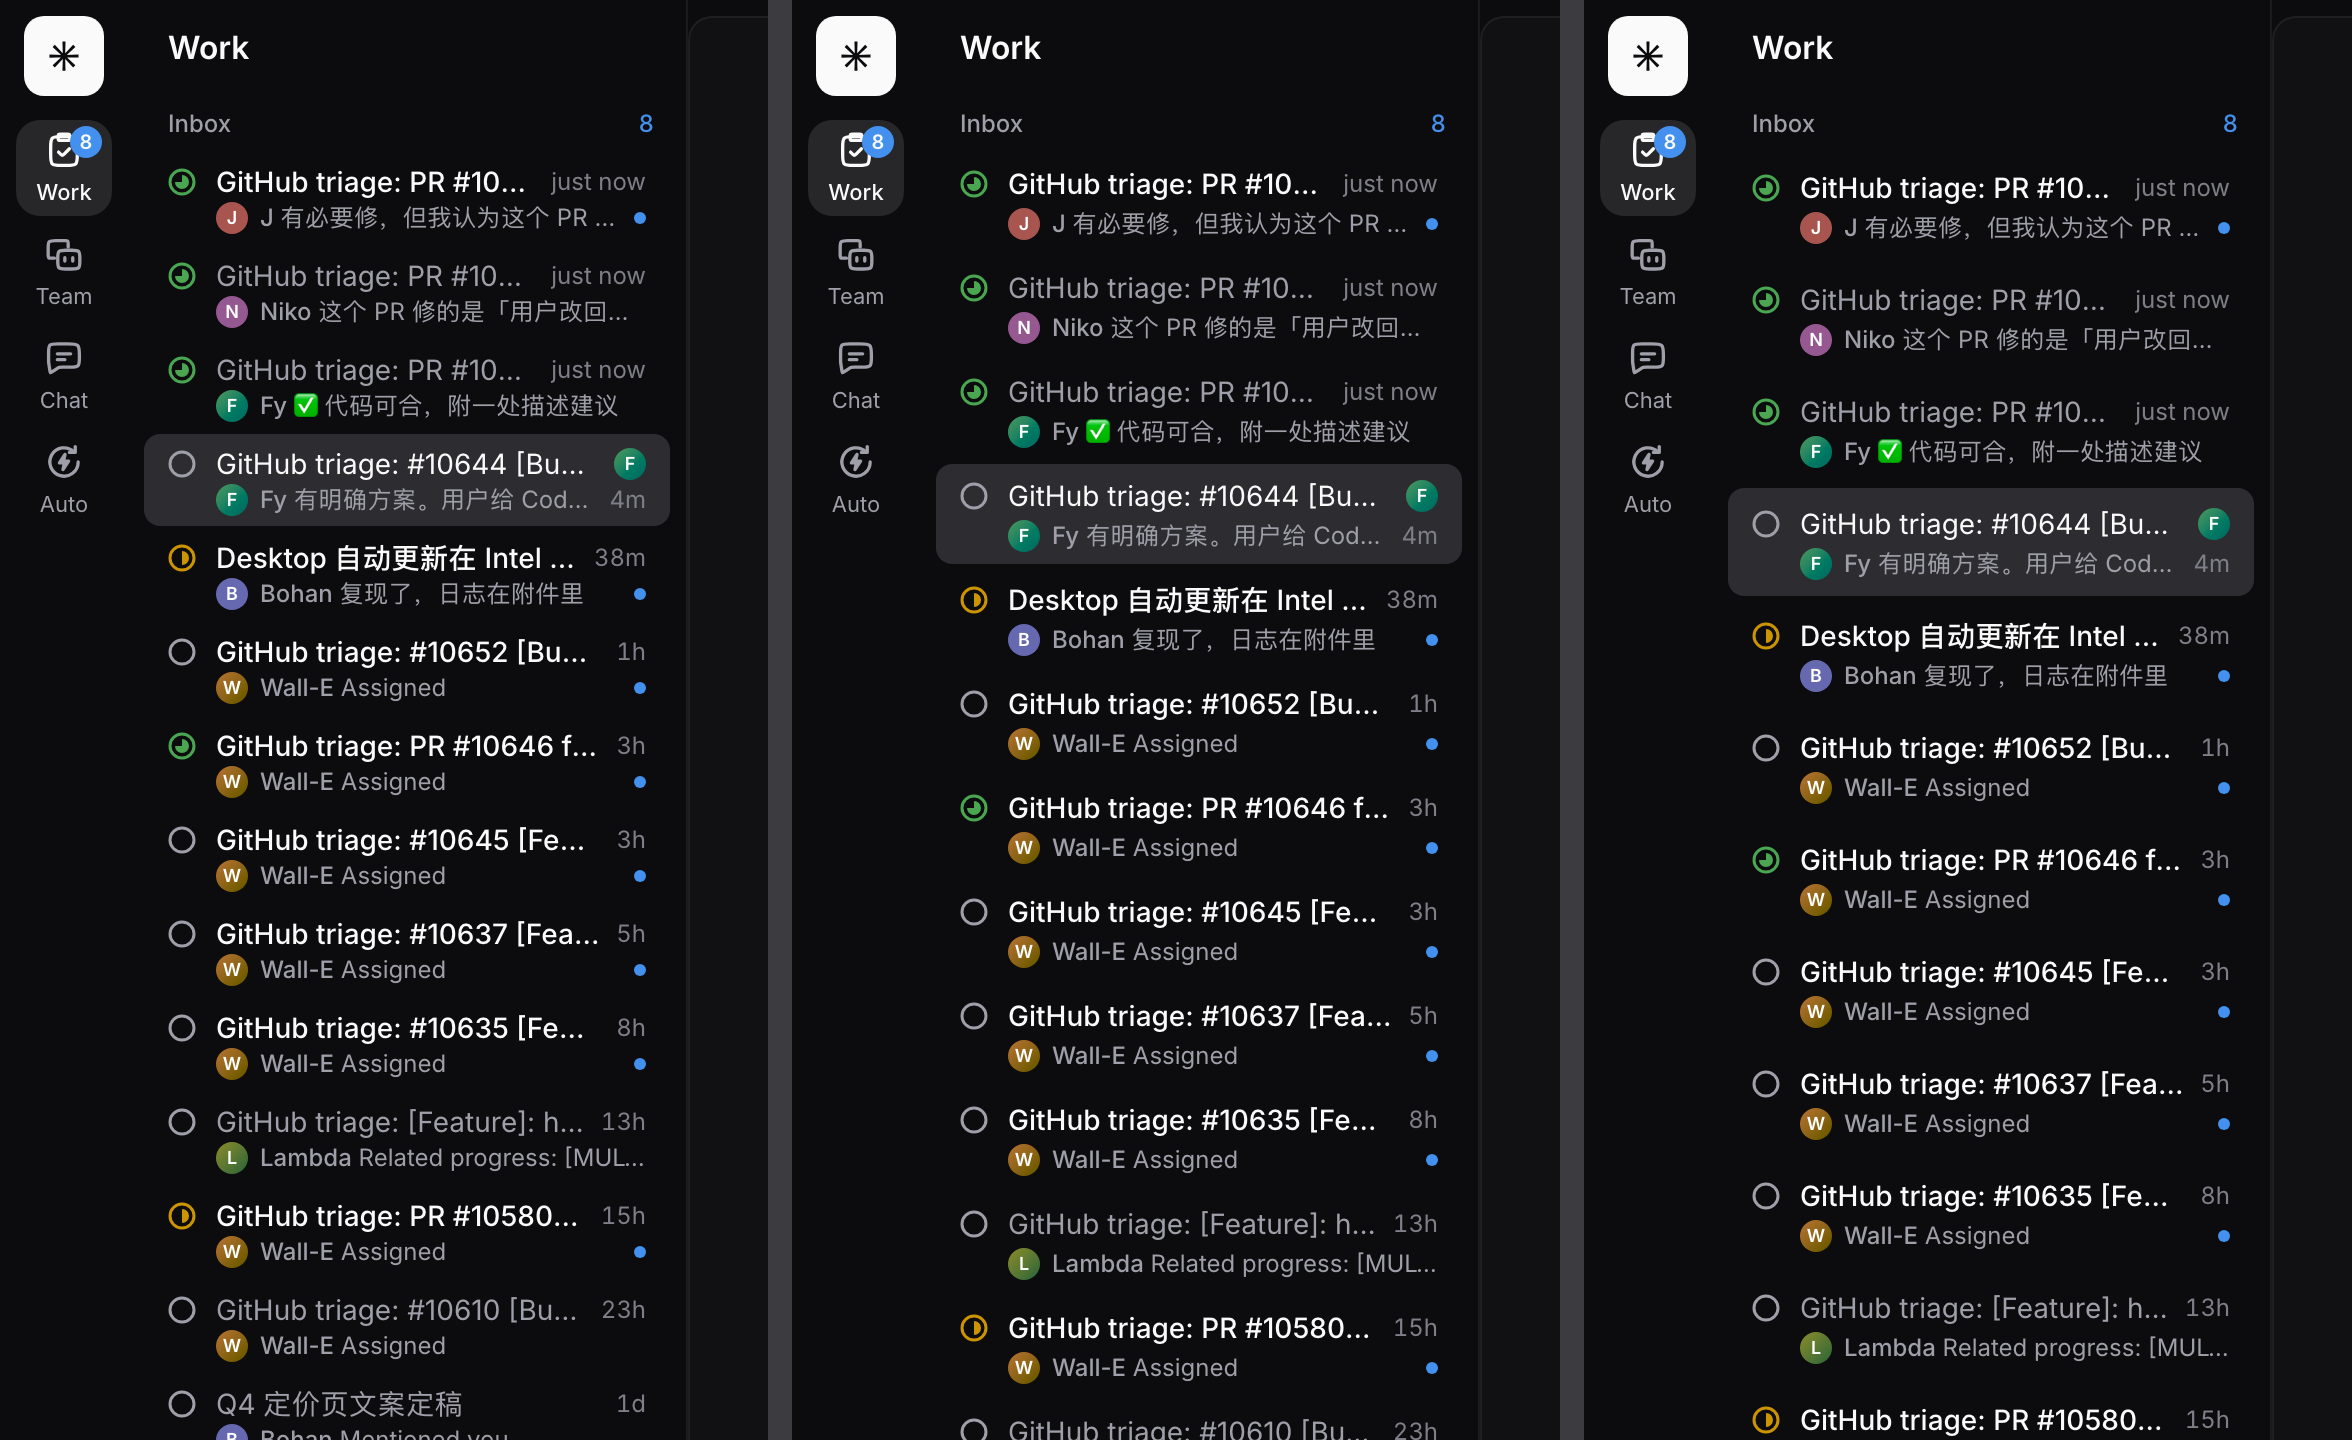 Work
Inbox 8
8
Work
Team
Chat
Auto
GitHub triage: PR #10... just now
J J 有必要修，但我认为这个 PR ...
GitHub triage: PR #10... just now
N Niko 这个 PR 修的是「用户改回...
GitHub triage: PR #10... just now
F Fy ✅ 代码可合，附一处描述建议
GitHub triage: #10644 [Bu... F
F Fy 有明确方案。用户给 Cod... 4m
Desktop 自动更新在 Intel ... 38m
B Bohan 复现了，日志在附件里
GitHub triage: #10652 [Bu... 1h
W Wall-E Assigned
GitHub triage: PR #10646 f... 3h
W Wall-E Assigned
GitHub triage: #10645 [Fe... 3h
W Wall-E Assigned
GitHub triage: #10637 [Fea... 5h
W Wall-E Assigned
GitHub triage: #10635 [Fe... 8h
W Wall-E Assigned
GitHub triage: [Feature]: h... 13h
L Lambda Related progress: [MUL...
GitHub triage: PR #10580... 15h
W Wall-E Assigned
GitHub triage: #10610 [Bu... 23h
W Wall-E Assigned
Q4 定价页文案定稿 1d
B Bohan Mentioned you
Work
Inbox 8
8
Work
Team
Chat
Auto
GitHub triage: PR #10... just now
J J 有必要修，但我认为这个 PR ...
GitHub triage: PR #10... just now
N Niko 这个 PR 修的是「用户改回...
GitHub triage: PR #10... just now
F Fy ✅ 代码可合，附一处描述建议
GitHub triage: #10644 [Bu... F
F Fy 有明确方案。用户给 Cod... 4m
Desktop 自动更新在 Intel ... 38m
B Bohan 复现了，日志在附件里
GitHub triage: #10652 [Bu... 1h
W Wall-E Assigned
GitHub triage: PR #10646 f... 3h
W Wall-E Assigned
GitHub triage: #10645 [Fe... 3h
W Wall-E Assigned
GitHub triage: #10637 [Fea... 5h
W Wall-E Assigned
GitHub triage: #10635 [Fe... 8h
W Wall-E Assigned
GitHub triage: [Feature]: h... 13h
L Lambda Related progress: [MUL...
GitHub triage: PR #10580... 15h
W Wall-E Assigned
GitHub triage: #10610 [Bu... 23h
Work
Inbox 8
8
Work
Team
Chat
Auto
GitHub triage: PR #10... just now
J J 有必要修，但我认为这个 PR ...
GitHub triage: PR #10... just now
N Niko 这个 PR 修的是「用户改回...
GitHub triage: PR #10... just now
F Fy ✅ 代码可合，附一处描述建议
GitHub triage: #10644 [Bu... F
F Fy 有明确方案。用户给 Cod... 4m
Desktop 自动更新在 Intel ... 38m
B Bohan 复现了，日志在附件里
GitHub triage: #10652 [Bu... 1h
W Wall-E Assigned
GitHub triage: PR #10646 f... 3h
W Wall-E Assigned
GitHub triage: #10645 [Fe... 3h
W Wall-E Assigned
GitHub triage: #10637 [Fea... 5h
W Wall-E Assigned
GitHub triage: #10635 [Fe... 8h
W Wall-E Assigned
GitHub triage: [Feature]: h... 13h
L Lambda Related progress: [MUL...
GitHub triage: PR #10580... 15h